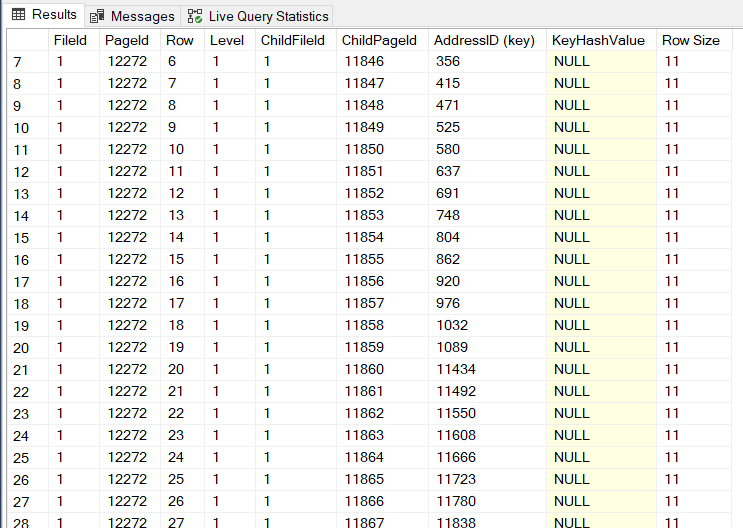 Results Messages Live Query Statistics
FileId PageId Row Level ChildFileId ChildPageId AddressID (key) KeyHashValue Row Size
7 1 12272 6 1 1 11846 356 NULL 11
8 1 12272 7 1 1 11847 415 NULL 11
9 1 12272 8 1 1 11848 471 NULL 11
10 1 12272 9 1 1 11849 525 NULL 11
11 1 12272 10 1 1 11850 580 NULL 11
12 1 12272 11 1 1 11851 637 NULL 11
13 1 12272 12 1 1 11852 691 NULL 11
14 1 12272 13 1 1 11853 748 NULL 11
15 1 12272 14 1 1 11854 804 NULL 11
16 1 12272 15 1 1 11855 862 NULL 11
17 1 12272 16 1 1 11856 920 NULL 11
18 1 12272 17 1 1 11857 976 NULL 11
19 1 12272 18 1 1 11858 1032 NULL 11
20 1 12272 19 1 1 11859 1089 NULL 11
21 1 12272 20 1 1 11860 11434 NULL 11
22 1 12272 21 1 1 11861 11492 NULL 11
23 1 12272 22 1 1 11862 11550 NULL 11
24 1 12272 23 1 1 11863 11608 NULL 11
25 1 12272 24 1 1 11864 11666 NULL 11
26 1 12272 25 1 1 11865 11723 NULL 11
27 1 12272 26 1 1 11866 11780 NULL 11
28 1 12272 27 1 1 11867 11838 NULL 11